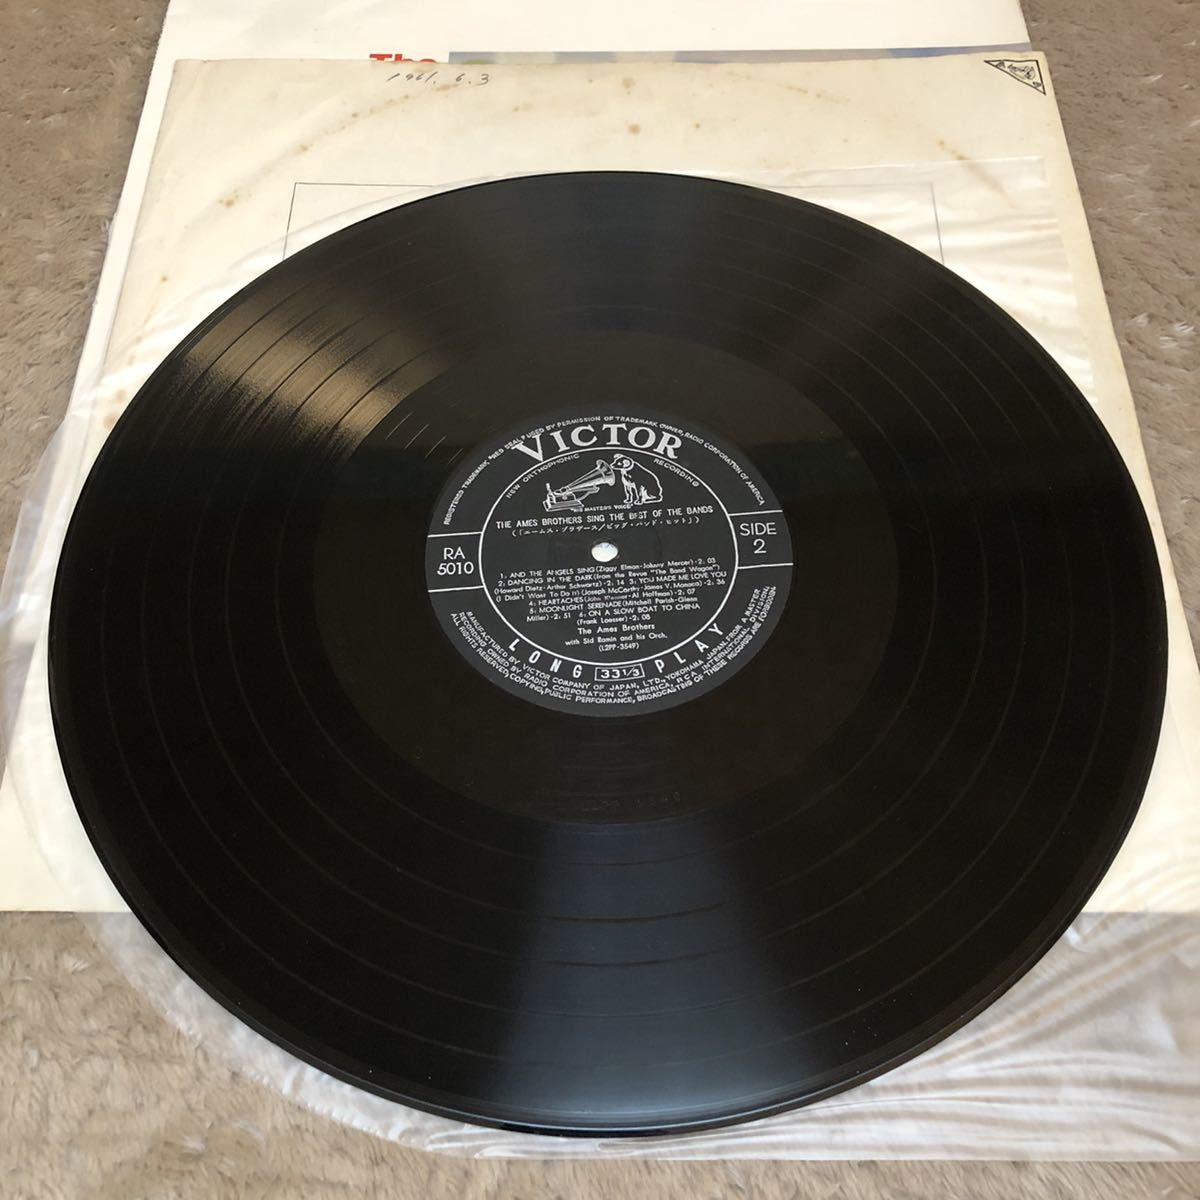 The
1961. 6. 3
REGISTERED TRADEMARK "RED SEAL" USED BY PERMISSION OF TRADEMARK OWNER, RADIO CORPORATION OF AMERICA
VICTOR
NEW ORTHOPHONIC RECORDING
"HIS MASTER'S VOICE"
THE AMES BROTHERS SING THE BEST OF THE BANDS
(「エームス・ブラザース/ビッグ・バンド・ヒット」)
RA
5010
SIDE
2
1. AND THE ANGELS SING (Ziggy Elman-Johnny Mercer)-2. 03
2. DANCING IN THE DARK (from the Revue "The Band Wagon")
(Howard Dietz-Arthur Schwartz)-2. 14 3. YOU MADE ME LOVE YOU
(I Didn't Want To Do It) (Joseph McCarthy-James V. Monaco)-2. 36
4. HEARTACHES (John Klenner-Al Hoffman)-2. 07
5. MOONLIGHT SERENADE (Mitchell Parish-Glenn
Miller)-2. 51 6. ON A SLOW BOAT TO CHINA
(Frank Loesser)-2. 08
The Ames Brothers
with Sid Ramin and his Orch.
(L2PP-3549)
LONG 33 1/3 PLAY
MANUFACTURED BY VICTOR COMPANY OF JAPAN, LTD., YOKOHAMA, JAPAN, FROM A MASTER
RECORDING OWNED BY RADIO CORPORATION OF AMERICA, RCA INTERNATIONAL DIVISION.
ALL RIGHTS RESERVED, COPYING, PUBLIC PERFORMANCE, BROADCASTING OF THESE RECORDS ARE FORBIDDEN